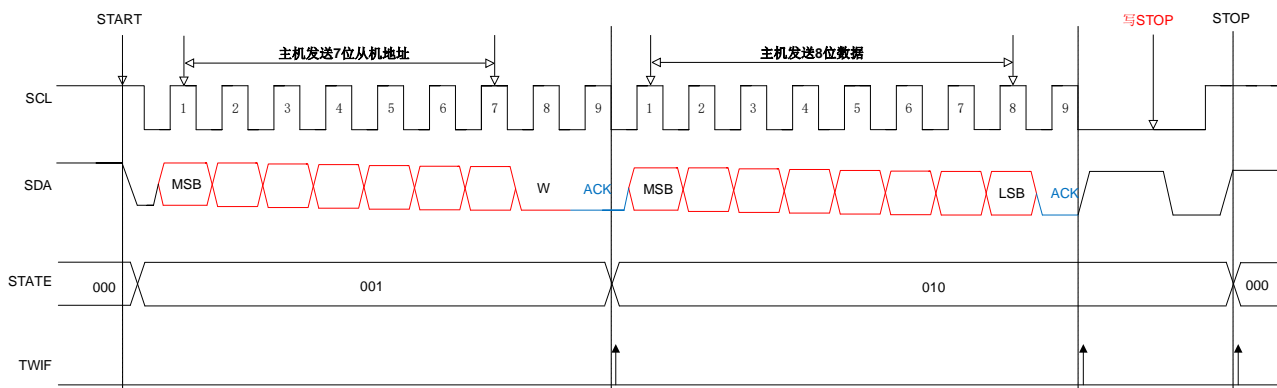 START 写STOP STOP
主机发送7位从机地址 主机发送8位数据
SCL 1 2 3 4 5 6 7 8 9 1 2 3 4 5 6 7 8 9
SDA MSB W ACK MSB LSB ACK
STATE 000 001 010 000
TWIF